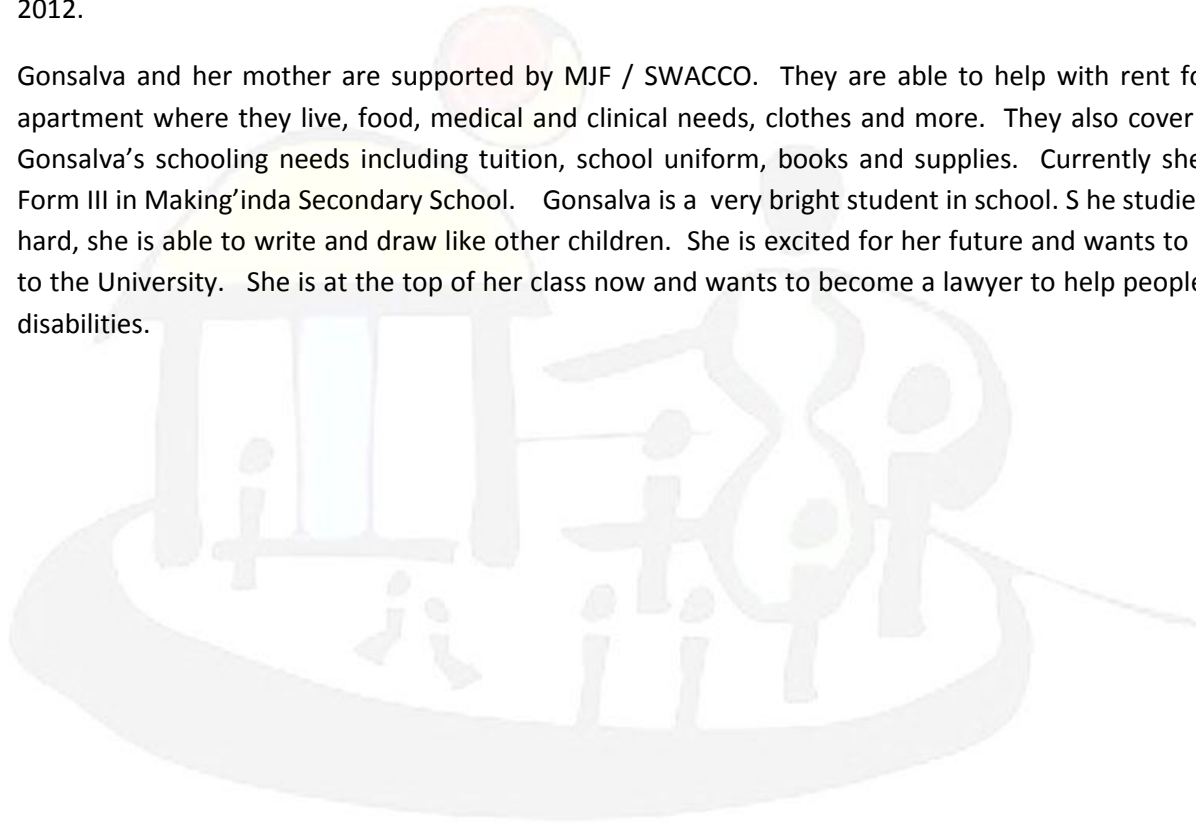 2012.
Gonsalva and her mother are supported by MJF / SWACCO. They are able to help with rent fo
apartment where they live, food, medical and clinical needs, clothes and more. They also cover
Gonsalva's schooling needs including tuition, school uniform, books and supplies. Currently she
Form III in Making'inda Secondary School. Gonsalva is a very bright student in school. S he studie
hard, she is able to write and draw like other children. She is excited for her future and wants to
to the University. She is at the top of her class now and wants to become a lawyer to help people
disabilities.